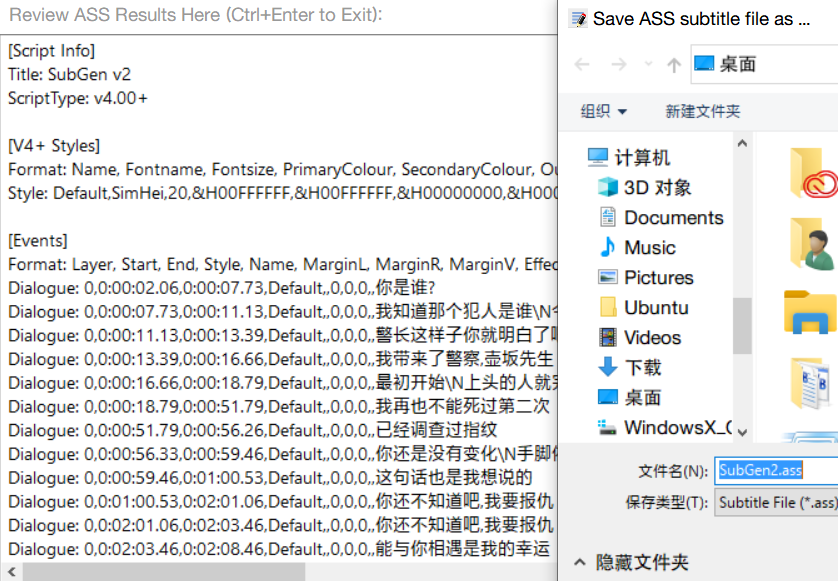 Review ASS Results Here (Ctrl+Enter to Exit):
[Script Info]
Title: SubGen v2
ScriptType: v4.00+
[V4+ Styles]
Format: Name, Fontname, Fontsize, PrimaryColour, SecondaryColour,
Style: Default,SimHei,20,&H00FFFFFF,&H00FFFFFF,&H00000000,&H000
[Events]
Format: Layer, Start, End, Style, Name, MarginL, MarginR, MarginV,
Dialogue: 0,0:00:02.06,0:00:07.73,Default,,0,0,0,,你是谁?
Dialogue: 0,0:00:07.73,0:00:11.13,Default,,0,0,0,,我知道那个犯人是谁\N
Dialogue: 0,0:00:11.13,0:00:13.39,Default,,0,0,0,,警长这样子你就明白了
Dialogue: 0,0:00:13.39,0:00:16.66,Default,,0,0,0,,我带来了警察,壶坂先生
Dialogue: 0,0:00:16.66,0:00:18.79,Default,,0,0,0,,最初开始\N上头的人就
Dialogue: 0,0:00:18.79,0:00:51.79,Default,,0,0,0,,我再也不能死过第二次
Dialogue: 0,0:00:51.79,0:00:56.26,Default,,0,0,0,,已经调查过指纹
Dialogue: 0,0:00:56.33,0:00:59.46,Default,,0,0,0,,你还是没有变化\N手脚
Dialogue: 0,0:00:59.46,0:01:00.53,Default,,0,0,0,,这句话也是我想说的
Dialogue: 0,0:01:00.53,0:02:01.06,Default,,0,0,0,,你还不知道吧,我要报仇
Dialogue: 0,0:02:01.06,0:02:03.46,Default,,0,0,0,,你还不知道吧,我要报仇
Dialogue: 0,0:02:03.46,0:02:08.46,Default,,0,0,0,,能与你相遇是我的幸运
Save ASS subtitle file as ...
桌面
组织 新建文件夹
计算机
3D 对象
Documents
Music
Pictures
Ubuntu
Videos
下载
桌面
WindowsX_
文件名(N): SubGen2.ass
保存类型(T): Subtitle File (*.ass)
隐藏文件夹